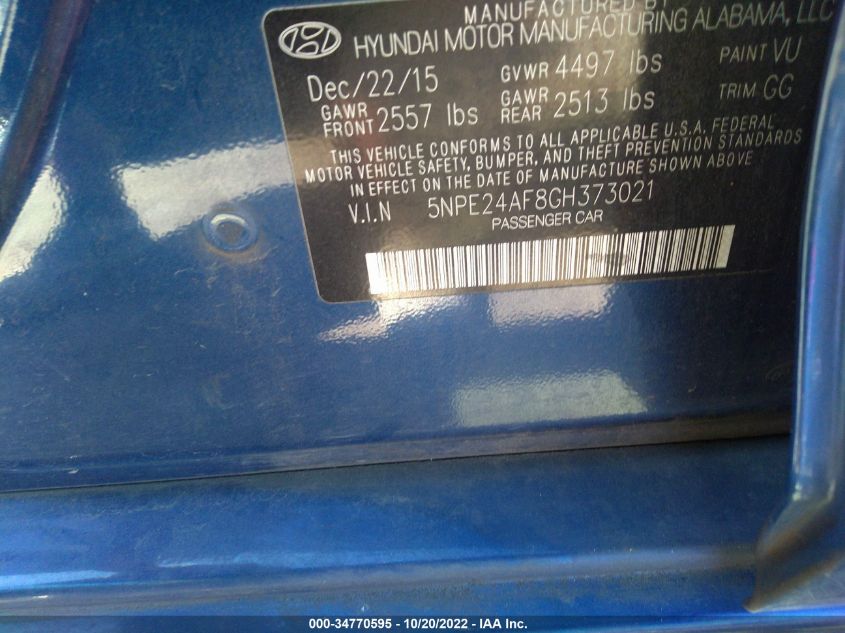 MANUFACTURED BY
HYUNDAI MOTOR MANUFACTURING ALABAMA, LLC
Dec/22/15 GVWR 4497 lbs PAINT VU
GAWR FRONT 2557 lbs GAWR REAR 2513 lbs TRIM GG
THIS VEHICLE CONFORMS TO ALL APPLICABLE U.S.A. FEDERAL
MOTOR VEHICLE SAFETY, BUMPER, AND THEFT PREVENTION STANDARDS
IN EFFECT ON THE DATE OF MANUFACTURE SHOWN ABOVE
V.I.N 5NPE24AF8GH373021
PASSENGER CAR
000-34770595 - 10/20/2022 - © IAA Inc.